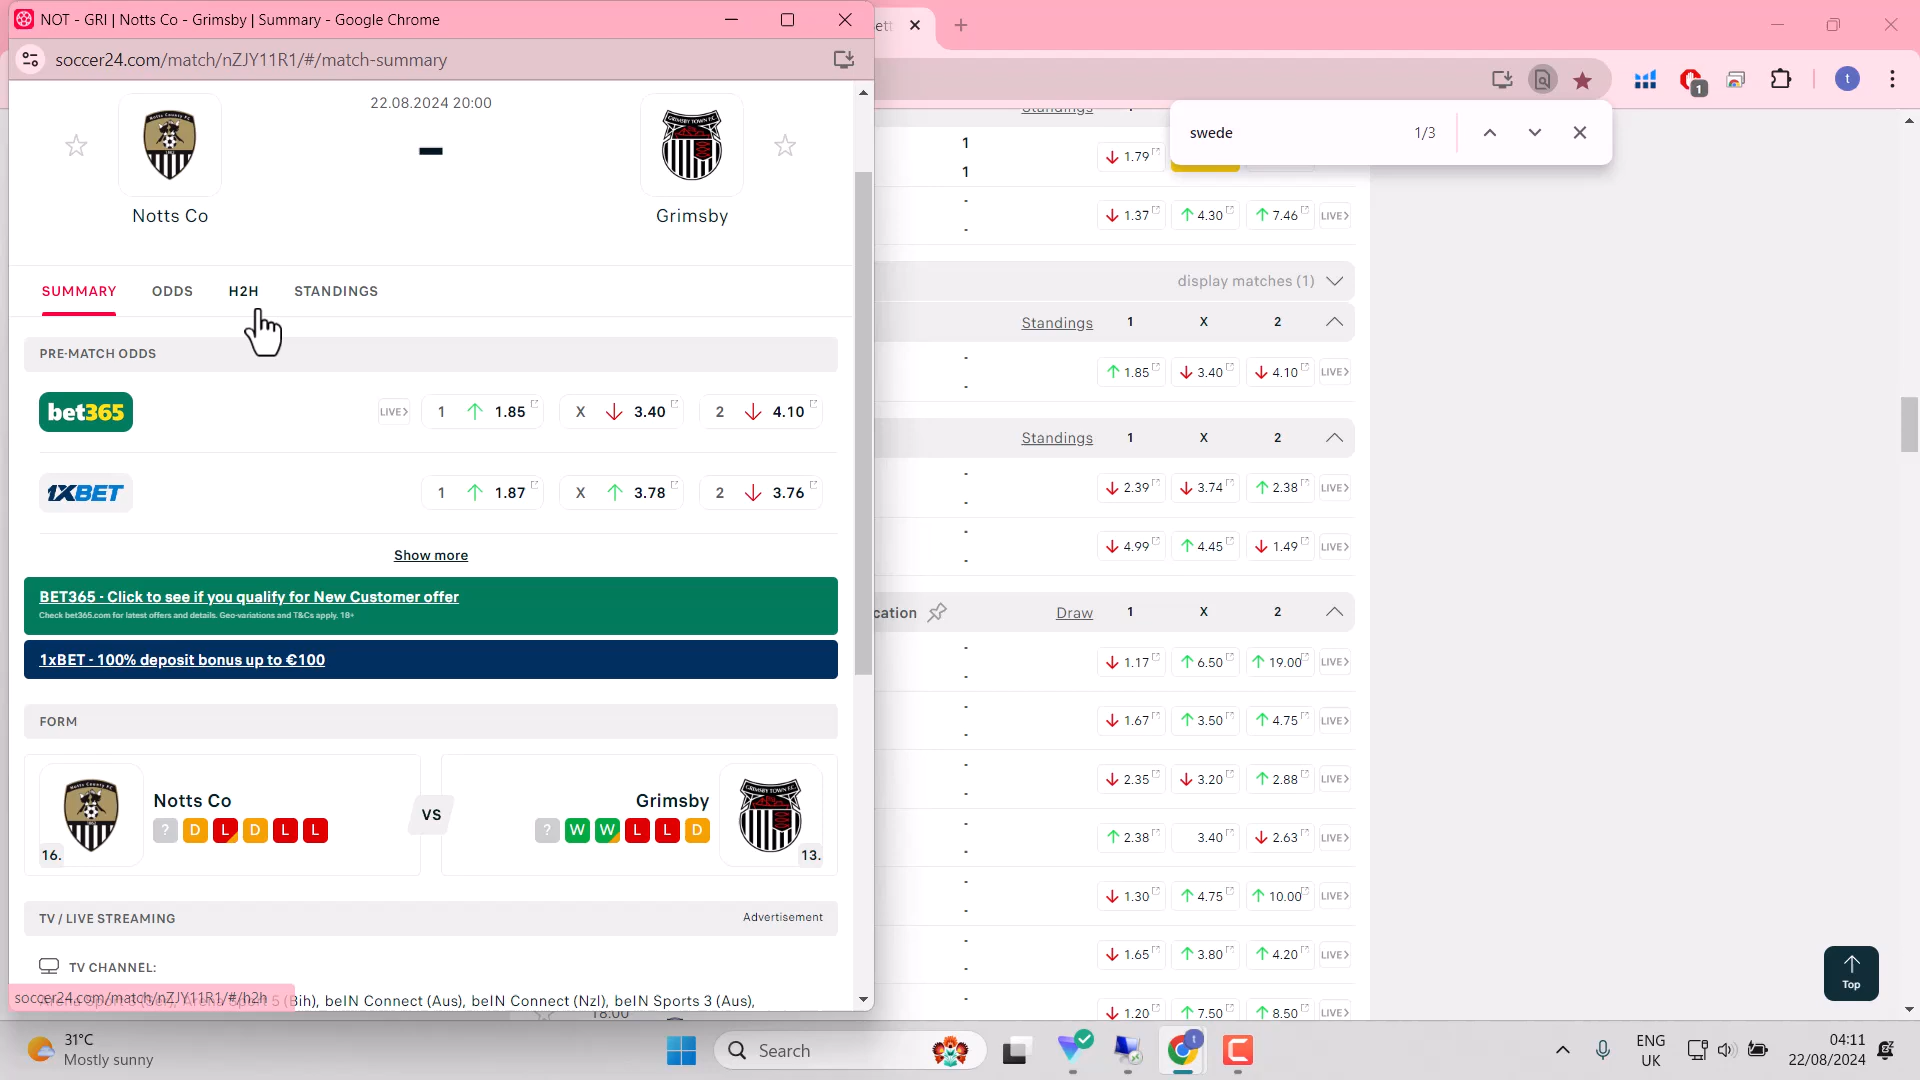 NOT - GRI | Notts Co - Grimsby | Summary - Google Chrome
soccer24.com/match/nZJY11R1/#/match-summary
22.08.2024 20:00
-
Notts Co
Grimsby
SUMMARY ODDS H2H STANDINGS
PRE-MATCH ODDS
bet365 LIVE> 1 1.85 X 3.40 2 4.10
1XBET 1 1.87 X 3.78 2 3.76
Show more
BET365 - Click to see if you qualify for New Customer offer
Check bet365.com for latest offers and details. Geo-variations and T&Cs apply. 18+
1xBET - 100% deposit bonus up to €100
FORM
Notts Co
? D L D L L
16.
VS
Grimsby
? W W L L D
13.
TV / LIVE STREAMING
Advertisement
TV CHANNEL:
soccer24.com/match/nZJY11R1/#/h2h
(Bih), beIN Connect (Aus), beIN Connect (Nzl), beIN Sports 3 (Aus),
1
t
swede 1/3
Standings
1
1
1.79
-
-
1.37 4.30 7.46 LIVE>
display matches (1)
Standings 1 X 2
-
-
1.85 3.40 4.10 LIVE>
Standings 1 X 2
-
-
2.39 3.74 2.38 LIVE>
-
-
4.99 4.45 1.49 LIVE>
cation Draw 1 X 2
-
-
1.17 6.50 19.00 LIVE>
-
-
1.67 3.50 4.75 LIVE>
-
-
2.35 3.20 2.88 LIVE>
-
-
2.38 3.40 2.63 LIVE>
-
-
1.30 4.75 10.00 LIVE>
-
-
1.65 3.80 4.20 LIVE>
-
-
1.20 7.50 8.50 LIVE>
18:00
Top
31°C
Mostly sunny
Search
t
ENG
UK
04:11
22/08/2024